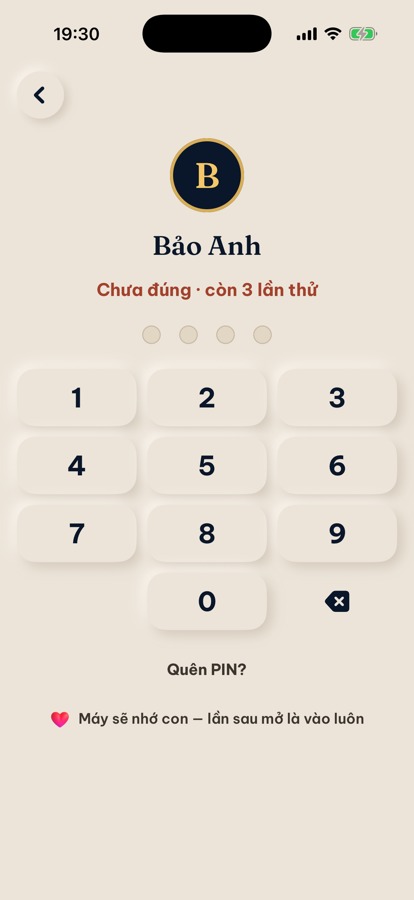 19:30
B
Bảo Anh
Chưa đúng · còn 3 lần thử
1 2 3
4 5 6
7 8 9
0
Quên PIN?
Máy sẽ nhớ con — lần sau mở là vào luôn